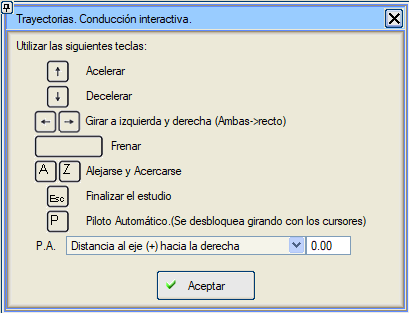 Trayectorias. Conducción interactiva.
Utilizar las siguientes teclas:
↑ Acelerar
↓ Decelerar
← → Girar a izquierda y derecha (Ambas->recto)
Frenar
A Z Alejarse y Acercarse
Esc Finalizar el estudio
P Piloto Automático.(Se desbloquea girando con los cursores)
P.A. Distancia al eje (+) hacia la derecha 0.00
Aceptar